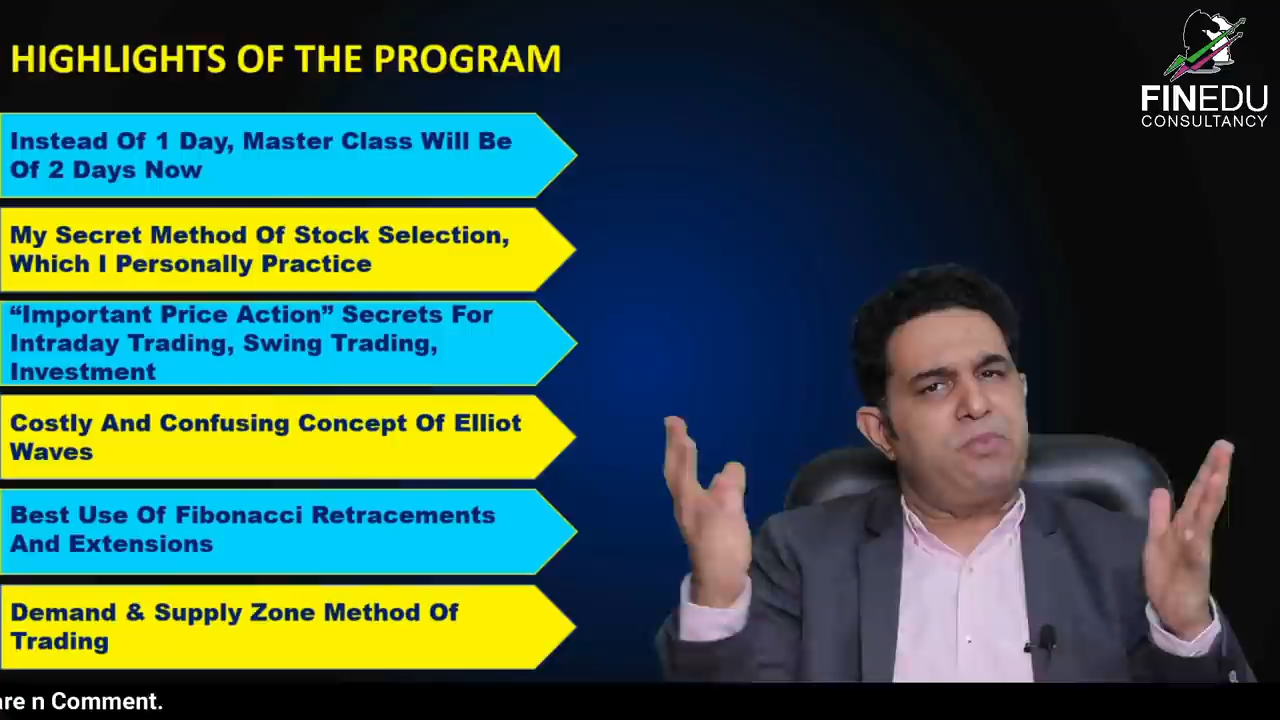 HIGHLIGHTS OF THE PROGRAM
FINEDU
CONSULTANCY
Instead Of 1 Day, Master Class Will Be
Of 2 Days Now
My Secret Method Of Stock Selection,
Which I Personally Practice
“Important Price Action” Secrets For
Intraday Trading, Swing Trading,
Investment
Costly And Confusing Concept Of Elliot
Waves
Best Use Of Fibonacci Retracements
And Extensions
Demand & Supply Zone Method Of
Trading
n Comment.